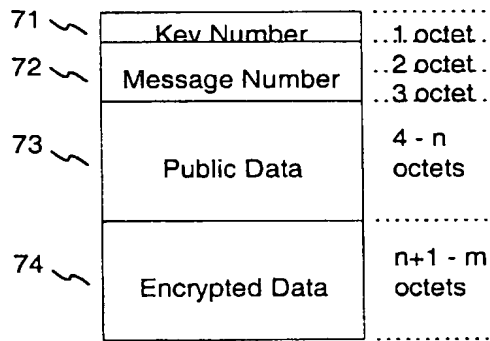 71 Key Number 1 octet
72 Message Number 2 octet
3 octet
73 Public Data 4 - n octets
74 Encrypted Data n+1 - m octets